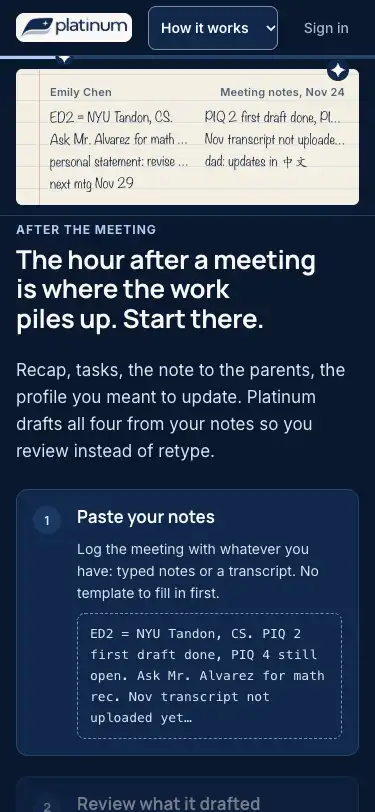 platinum
How it works
Sign in
Emily Chen
Meeting notes, Nov 24
ED2 = NYU Tandon, CS.
Ask Mr. Alvarez for math ...
personal statement: revise ...
next mtg Nov 29
PIQ 2 first draft done, PI...
Nov transcript not uploade...
dad: updates in 中文
AFTER THE MEETING
The hour after a meeting
is where the work
piles up. Start there.
Recap, tasks, the note to the parents, the
profile you meant to update. Platinum
drafts all four from your notes so you
review instead of retype.
1
Paste your notes
Log the meeting with whatever you
have: typed notes or a transcript. No
template to fill in first.
ED2 = NYU Tandon, CS. PIQ 2
first draft done, PIQ 4 still
open. Ask Mr. Alvarez for math
rec. Nov transcript not
uploaded yet…
2
Review what it drafted